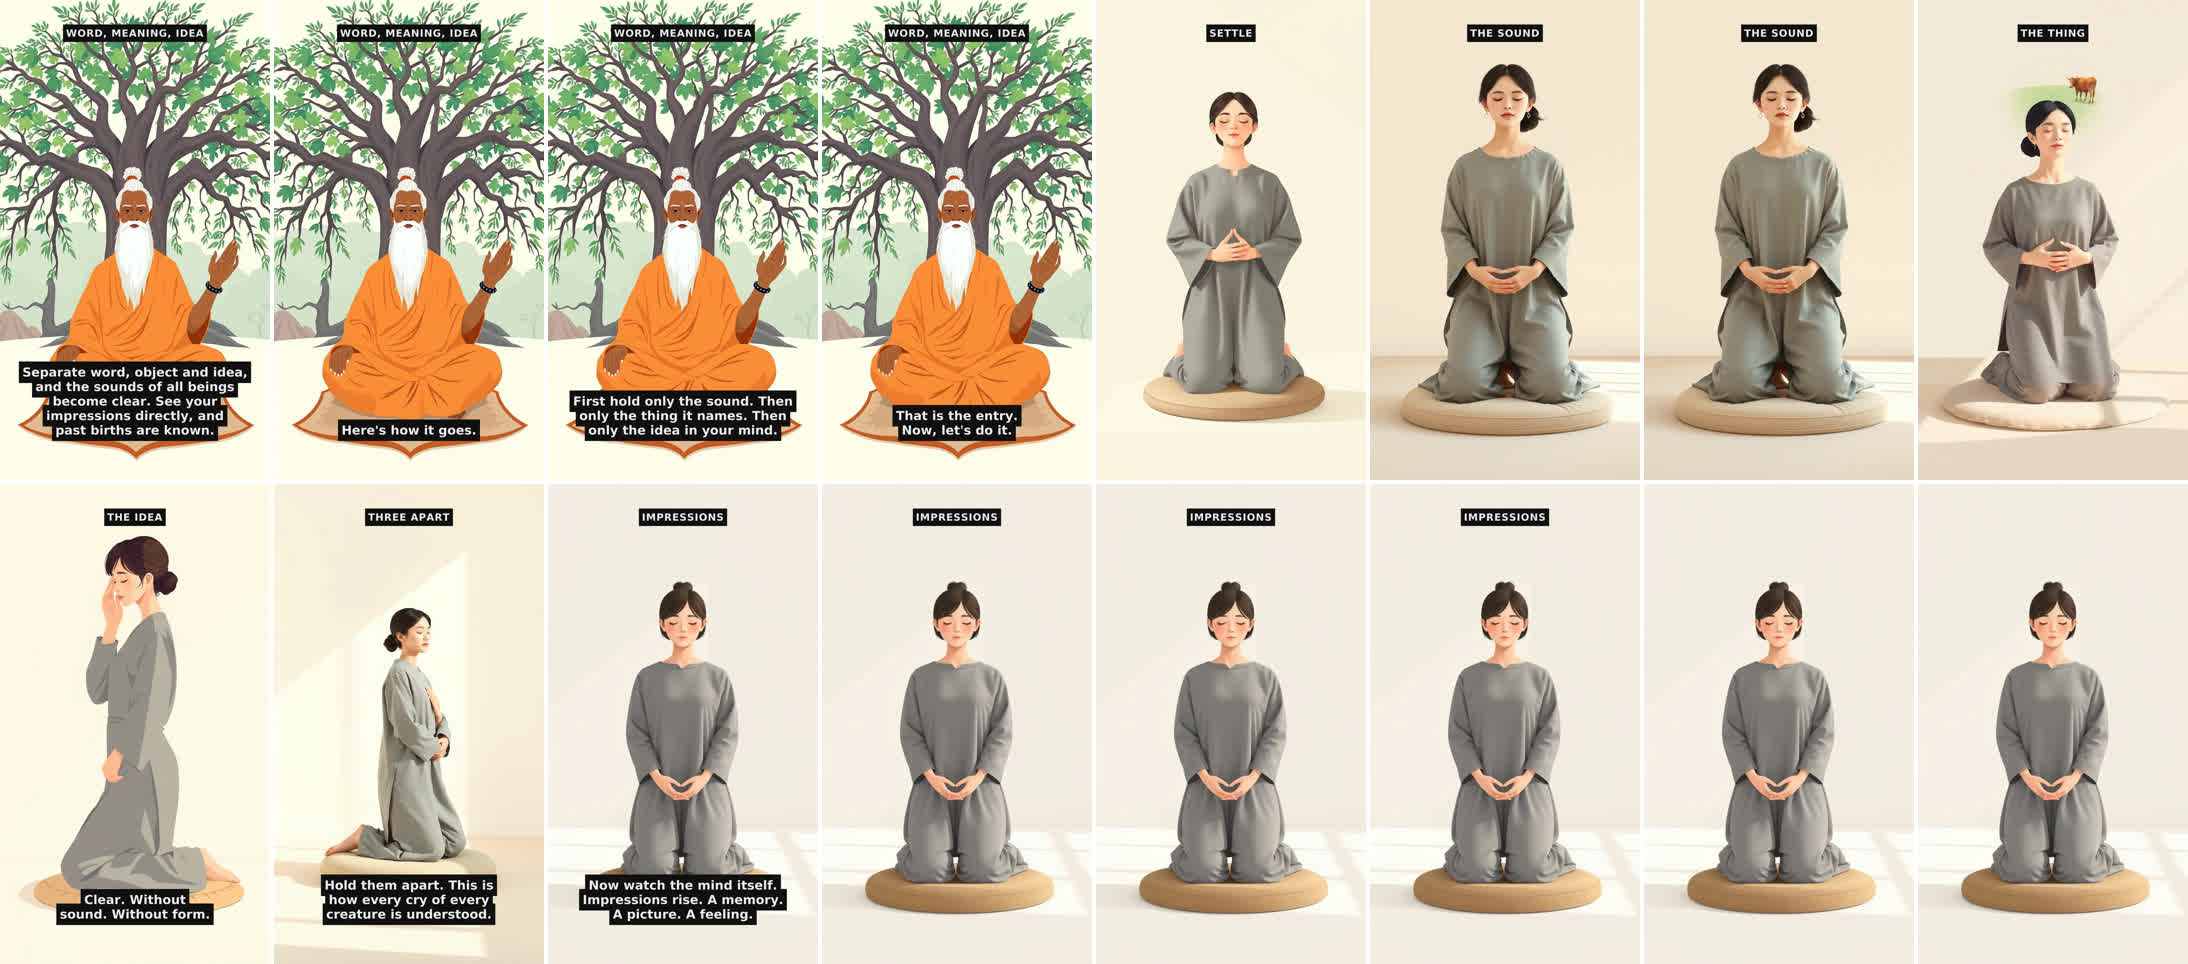 WORD, MEANING, IDEA
Separate word, object and idea,
and the sounds of all beings
become clear. See your
impressions directly, and
past births are known.
WORD, MEANING, IDEA
Here's how it goes.
WORD, MEANING, IDEA
First hold only the sound. Then
only the thing it names. Then
only the idea in your mind.
WORD, MEANING, IDEA
That is the entry.
Now, let's do it.
SETTLE
THE SOUND
THE SOUND
THE THING
THE IDEA
Clear. Without
sound. Without form.
THREE APART
Hold them apart. This is
how every cry of every
creature is understood.
IMPRESSIONS
Now watch the mind itself.
Impressions rise. A memory.
A picture. A feeling.
IMPRESSIONS
IMPRESSIONS
IMPRESSIONS